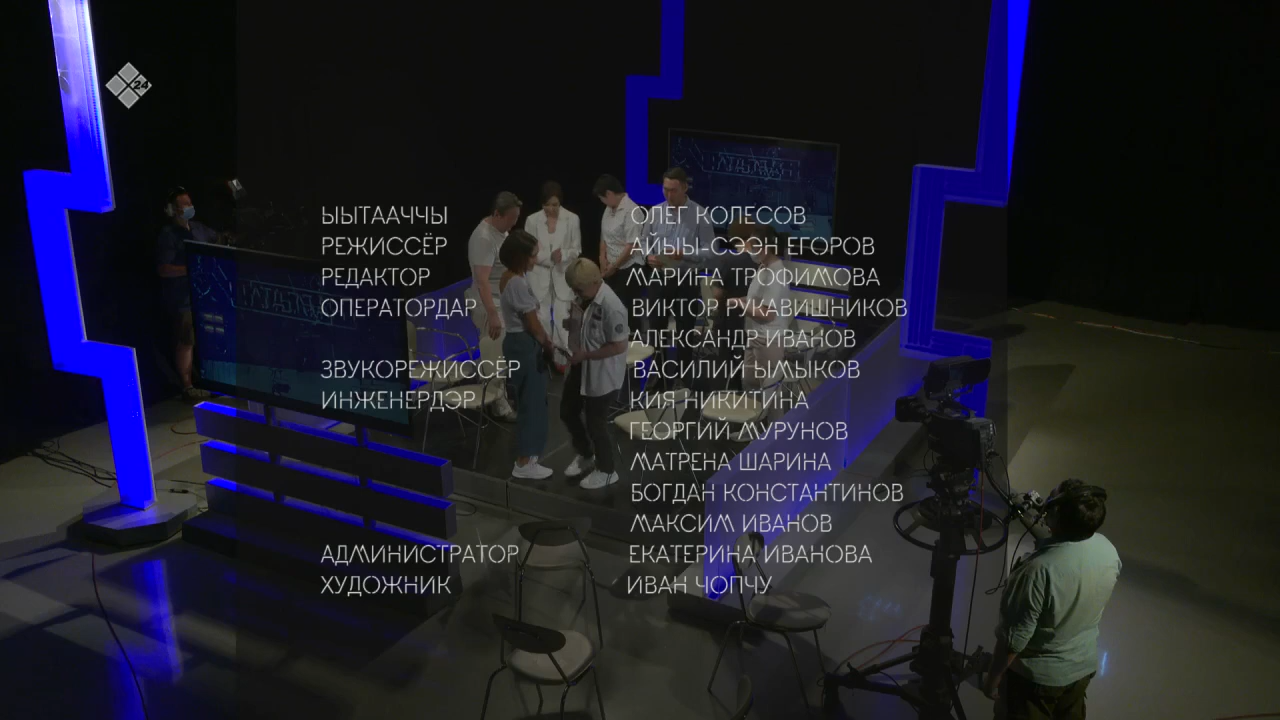 24
ЫЫТААЧЧЫ ОЛЕГ КОЛЕСОВ
РЕЖИССЁР АЙЫЫ-СЭЭН ЕГОРОВ
РЕДАКТОР МАРИНА ТРОФИМОВА
ОПЕРАТОРДАР ВИКТОР РУКАВИШНИКОВ
АЛЕКСАНДР ИВАНОВ
ЗВУКОРЕЖИССЁР ВАСИЛИЙ ЫМЫКОВ
ИНЖЕНЕРДЭР КИЯ НИКИТИНА
ГЕОРГИЙ МУРУНОВ
МАТРЕНА ШАРИНА
БОГДАН КОНСТАНТИНОВ
МАКСИМ ИВАНОВ
АДМИНИСТРАТОР ЕКАТЕРИНА ИВАНОВА
ХУДОЖНИК ИВАН ЧОПЧУ